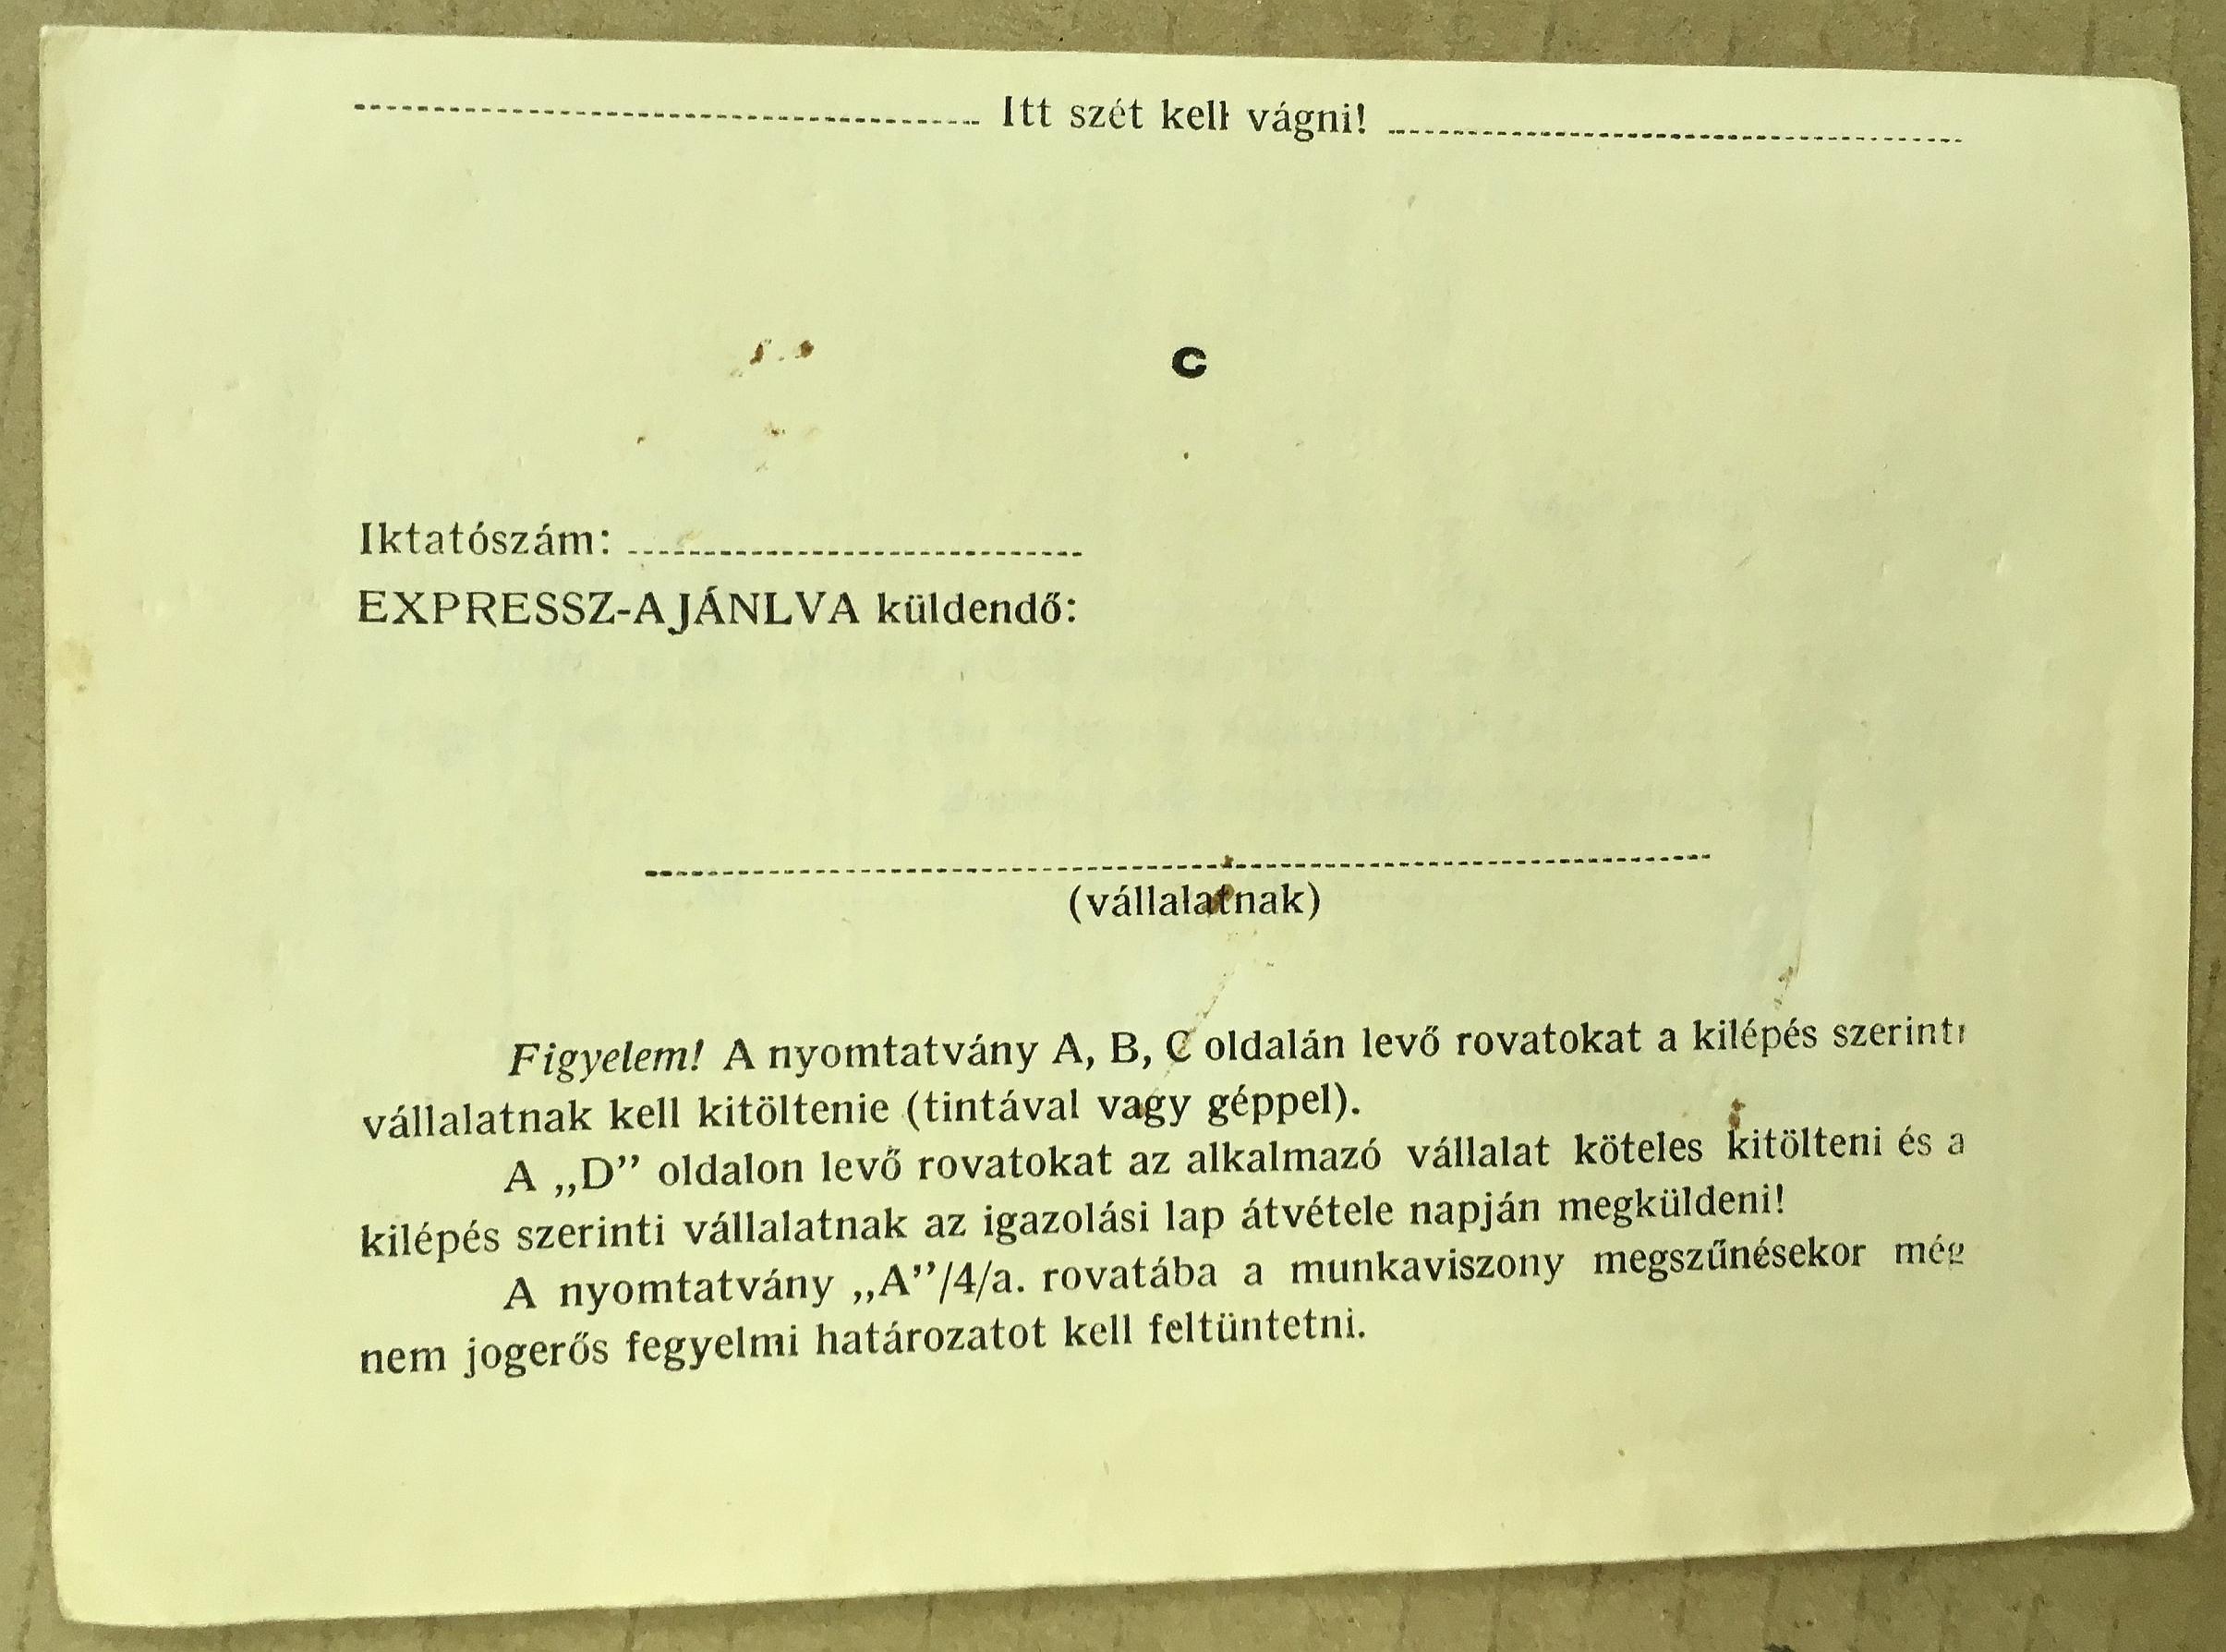 Itt szét kell vágni!
C
Iktatószám:
EXPRESSZ-AJÁNLVA küldendő:
(vállalatnak)
Figyelem! A nyomtatvány A, B, C oldalán levő rovatokat a kilépés szerinti
vállalatnak kell kitöltenie (tintával vagy géppel).
A „D” oldalon levő rovatokat az alkalmazó vállalat köteles kitölteni és a
kilépés szerinti vállalatnak az igazolási lap átvétele napján megküldeni!
A nyomtatvány „A”/4/a. rovatába a munkaviszony megszűnésekor még
nem jogerős fegyelmi határozatot kell feltüntetni.